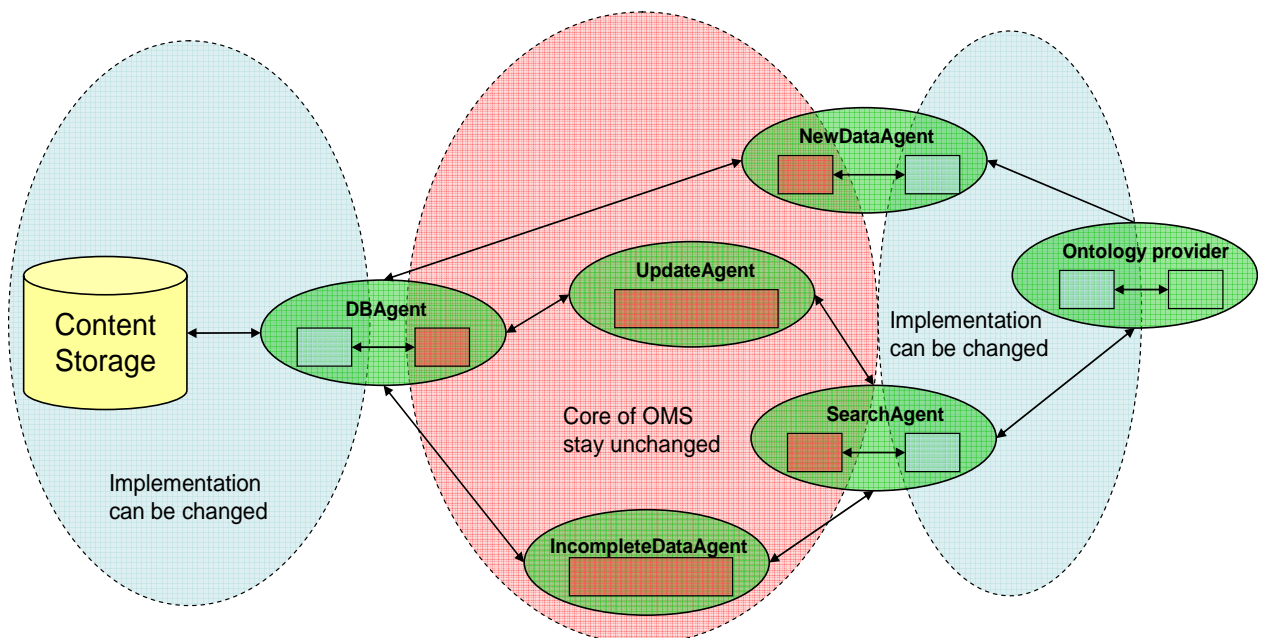 NewDataAgent
Ontology provider
UpdateAgent
DBAgent
Content
Storage
Implementation
can be changed
Core of OMS
stay unchanged
SearchAgent
Implementation
can be changed
IncompleteDataAgent